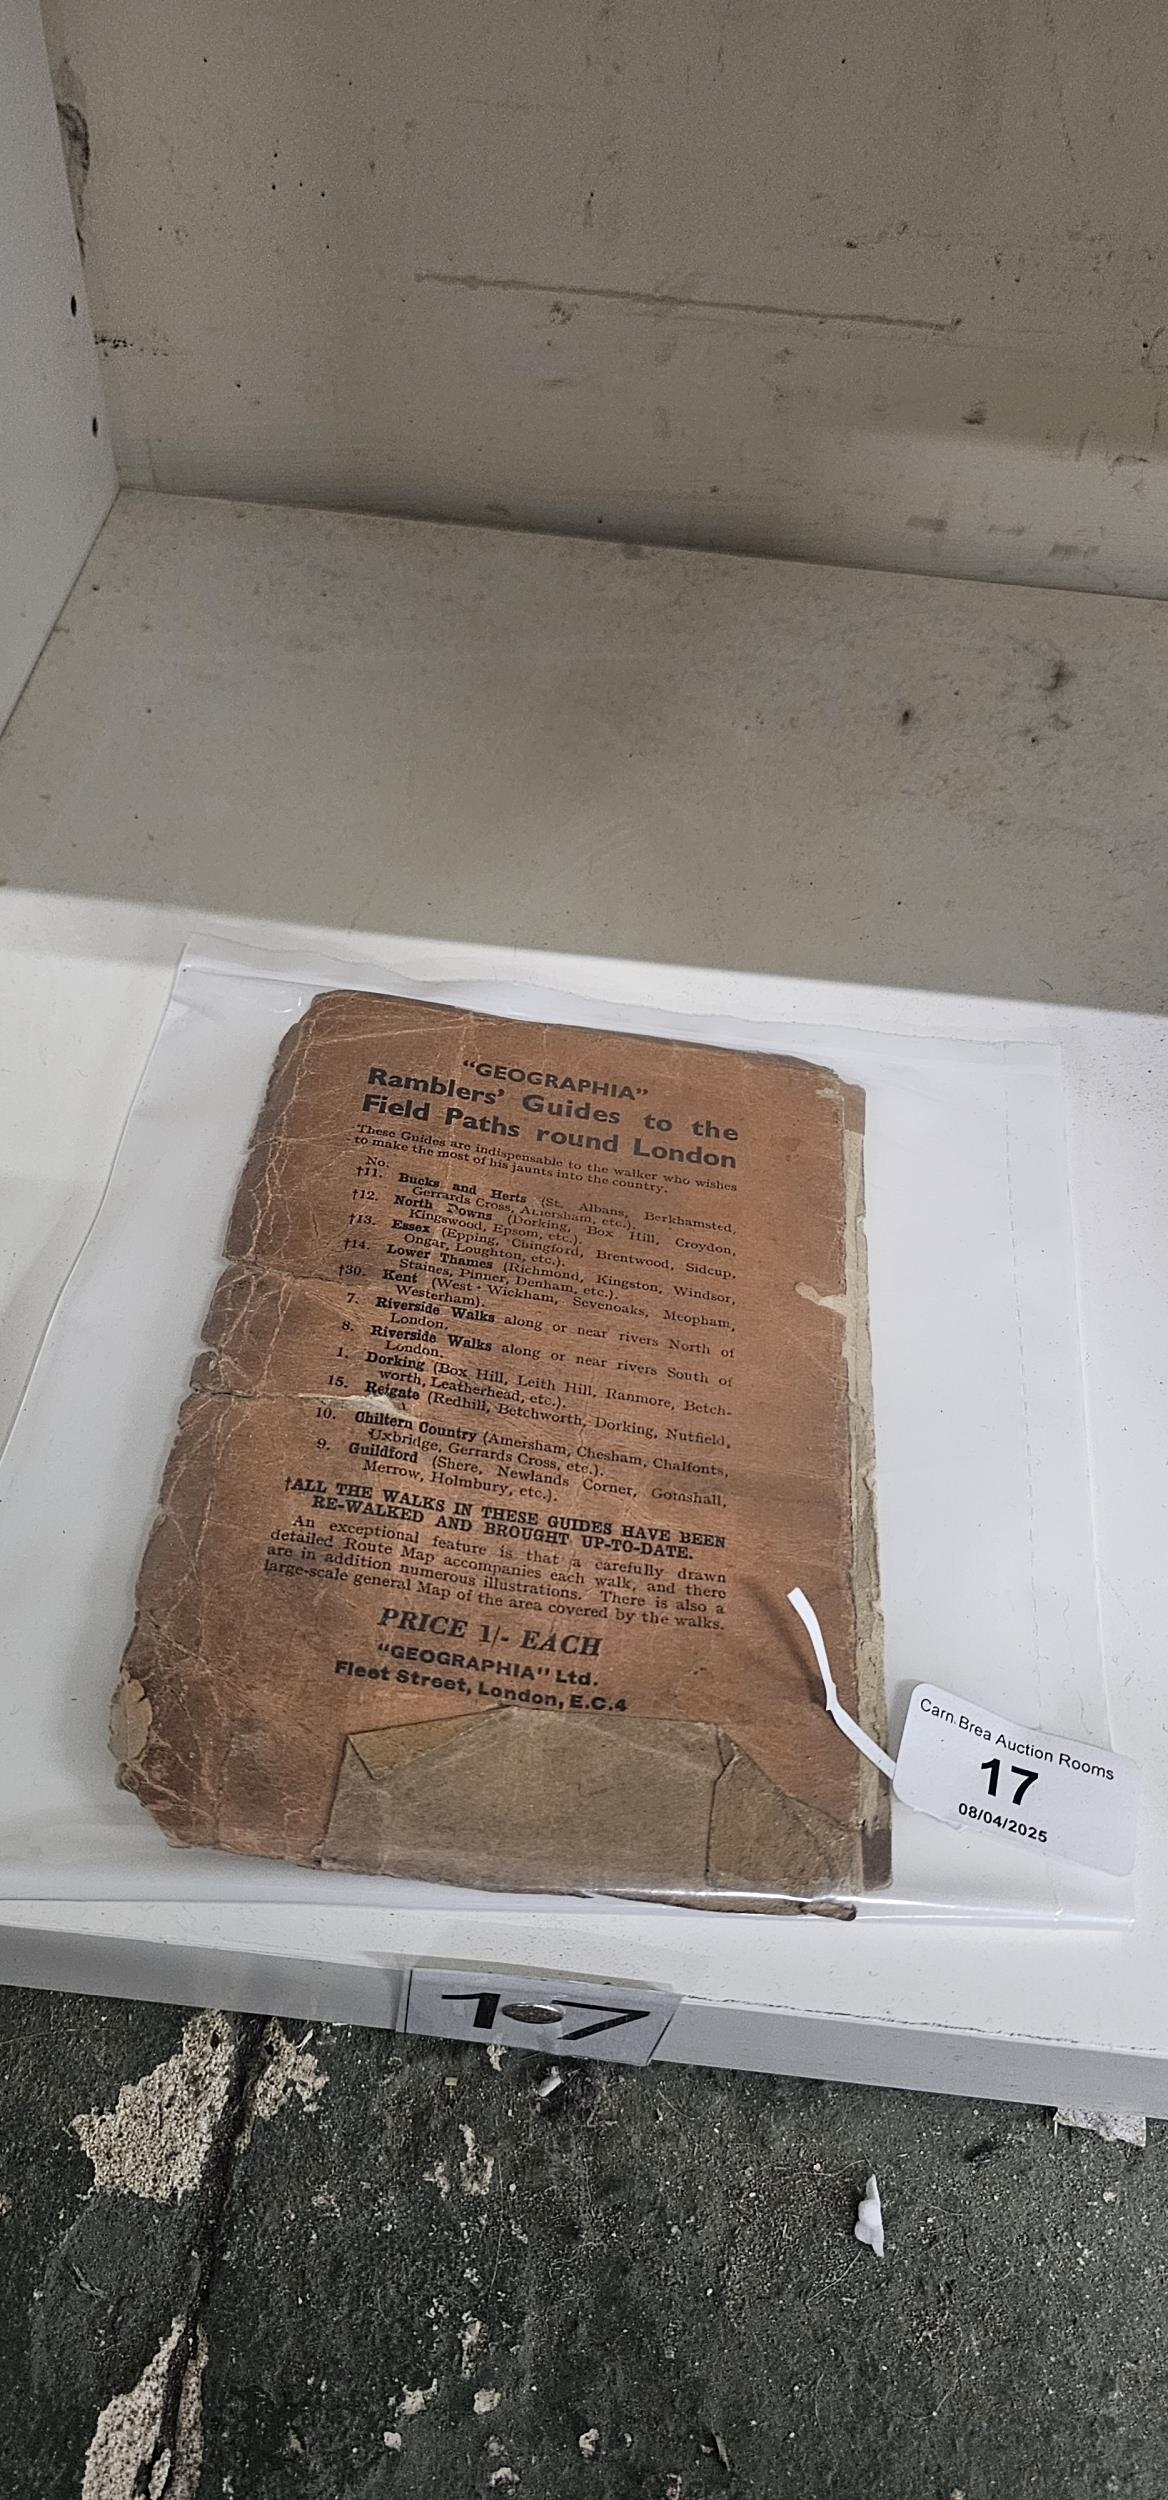 "GEOGRAPHIA"
Ramblers' Guides to the
Field Paths round London
These Guides are indispensable to the walker who wishes
to make the most of his jaunts into the country.
No.
†11. Bucks and Herts (St. Albans, Berkhamsted,
Gerrards Cross, Amersham, etc.).
†12. North Downs (Dorking, Box Hill, Croydon,
Kingswood, Epsom, etc.).
†13. Essex (Epping, Chingford, Brentwood, Sidcup,
Ongar, Loughton, etc.).
†14. Lower Thames (Richmond, Kingston, Windsor,
Staines, Pinner, Denham, etc.).
†30. Kent (West Wickham, Sevenoaks, Meopham,
Westerham).
7. Riverside Walks along or near rivers North of
London.
8. Riverside Walks along or near rivers South of
London.
1. Dorking (Box Hill, Leith Hill, Ranmore, Betch-
worth, Leatherhead, etc.).
15. Reigate (Redhill, Betchworth, Dorking, Nutfield,
10. Chiltern Country (Amersham, Chesham, Chalfonts,
Uxbridge, Gerrards Cross, etc.).
9. Guildford (Shere, Newlands Corner, Gomshall,
Merrow, Holmbury, etc.).
†ALL THE WALKS IN THESE GUIDES HAVE BEEN
RE-WALKED AND BROUGHT UP-TO-DATE.
An exceptional feature is that a carefully drawn
detailed Route Map accompanies each walk, and there
are in addition numerous illustrations. There is also a
large-scale general Map of the area covered by the walks.
PRICE 1/- EACH
"GEOGRAPHIA" Ltd.
Fleet Street, London, E.C.4
Carn Brea Auction Rooms
17
08/04/2025
17